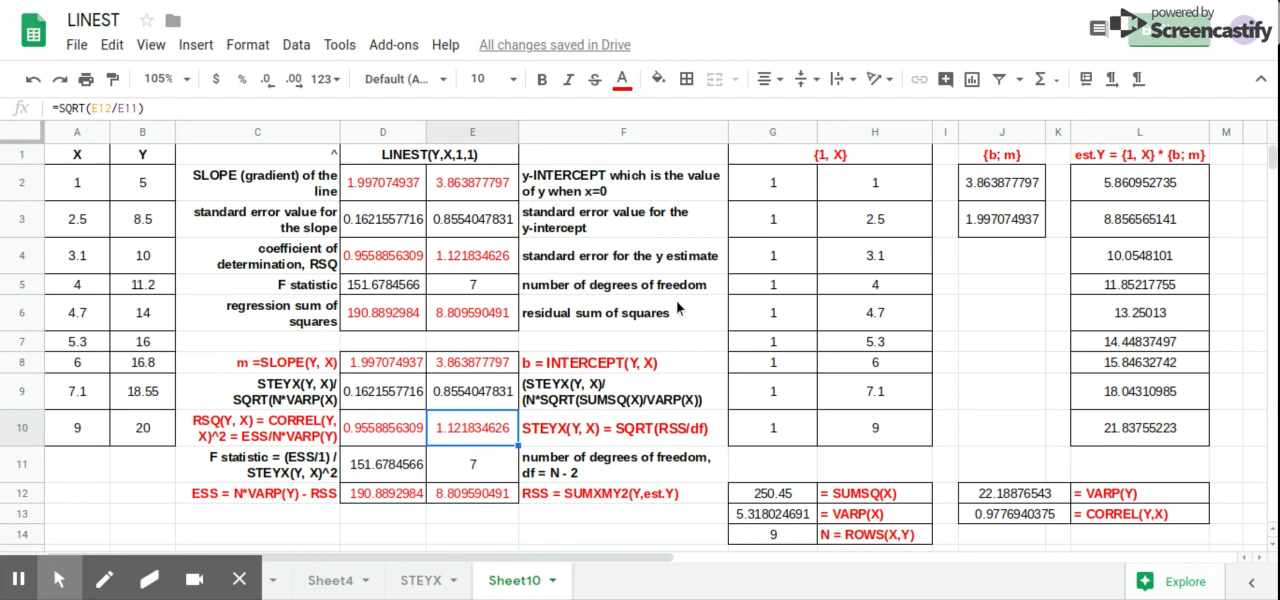 LINEST
powered by
Screencastify
File Edit View Insert Format Data Tools Add-ons Help All changes saved in Drive
105% $ % .0 .00 123 Default (A... 10 B I S A
fx =SQRT(E12/E11)
A B C D E F G H I J K L M
1 X Y ^ LINEST(Y,X,1,1) {1, X} {b; m} est.Y = {1, X} * {b; m}
2 1 5 SLOPE (gradient) of the line 1.997074937 3.863877797 y-INTERCEPT which is the value of y when x=0 1 1 3.863877797 5.860952735
3 2.5 8.5 standard error value for the slope 0.1621557716 0.8554047831 standard error value for the y-intercept 1 2.5 1.997074937 8.856565141
4 3.1 10 coefficient of determination, RSQ 0.9558856309 1.121834626 standard error for the y estimate 1 3.1 10.0548101
5 4 11.2 F statistic 151.6784566 7 number of degrees of freedom 1 4 11.85217755
6 4.7 14 regression sum of squares 190.8892984 8.809590491 residual sum of squares 1 4.7 13.25013
7 5.3 16 1 5.3 14.44837497
8 6 16.8 m =SLOPE(Y, X) 1.997074937 3.863877797 b = INTERCEPT(Y, X) 1 6 15.84632742
9 7.1 18.55 STEYX(Y, X)/ SQRT(N*VARP(X) 0.1621557716 0.8554047831 (STEYX(Y, X)/ (N*SQRT(SUMSQ(X)/VARP(X)) 1 7.1 18.04310985
10 9 20 RSQ(Y, X) = CORREL(Y, X)^2 = ESS/N*VARP(Y) 0.9558856309 1.121834626 STEYX(Y, X) = SQRT(RSS/df) 1 9 21.83755223
11 F statistic = (ESS/1) / STEYX(Y, X)^2 151.6784566 7 number of degrees of freedom, df = N - 2
12 ESS = N*VARP(Y) - RSS 190.8892984 8.809590491 RSS = SUMXMY2(Y,est.Y) 250.45 = SUMSQ(X) 22.18876543 = VARP(Y)
13 5.318024691 = VARP(X) 0.9776940375 = CORREL(Y,X)
14 9 N = ROWS(X,Y)
Sheet4 STEYX Sheet10 Explore